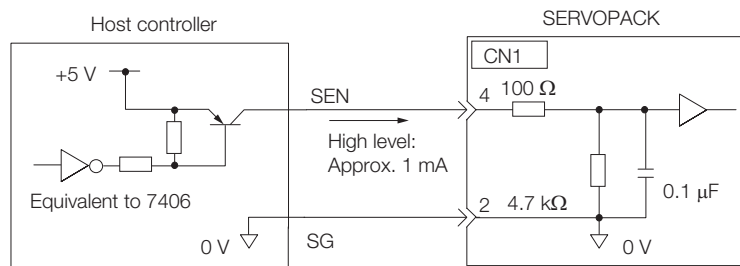 Host controller
SERVOPACK
CN1
+5 V
SEN
4
100 Ω
High level:
Approx. 1 mA
Equivalent to 7406
0.1 μF
2
4.7 kΩ
0 V
SG
0 V